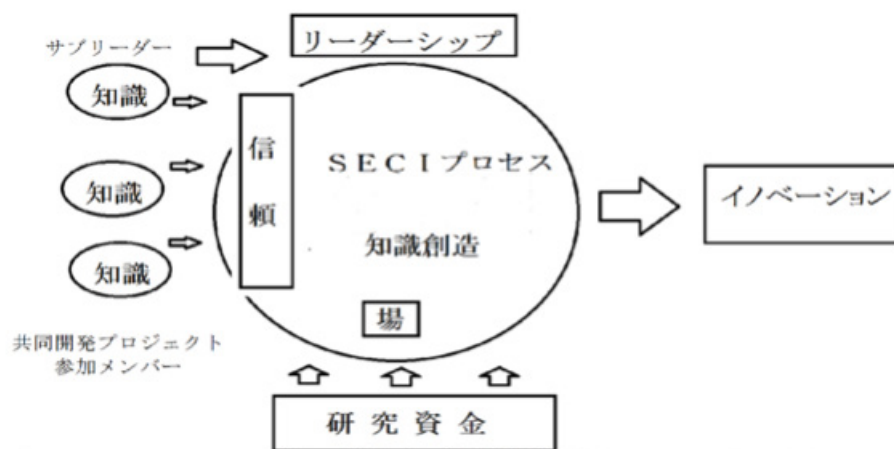 サブリーダー
リーダーシップ
知識
信頼
SECIプロセス
知識
イノベーション
知識創造
知識
場
共同開発プロジェクト
参加メンバー
研究資金